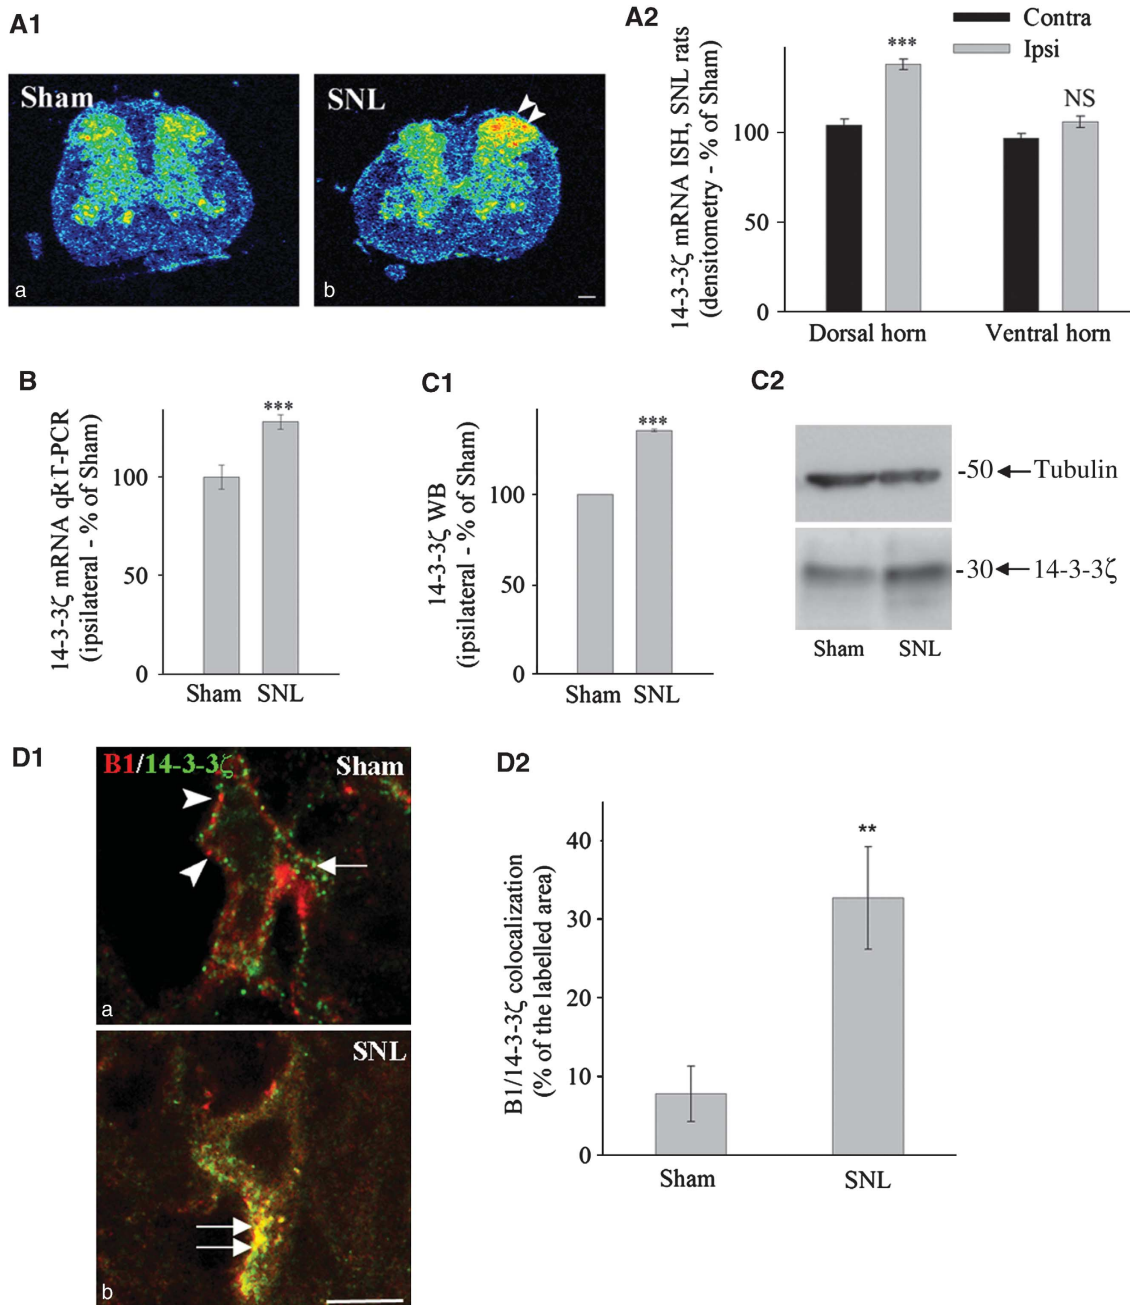 A1
Sham
a
SNL
b
A2
Contra
Ipsi
14-3-3ζ mRNA ISH, SNL rats
(densitometry - % of Sham)
***
NS
100
50
0
Dorsal horn
Ventral horn
B
14-3-3ζ mRNA qRT-PCR
(ipsilateral - % of Sham)
***
100
50
0
Sham
SNL
C1
14-3-3ζ WB
(ipsilateral - % of Sham)
***
100
50
0
Sham
SNL
C2
-50
Tubulin
-30
14-3-3ζ
Sham
SNL
D1
B1/14-3-3ζ
Sham
a
SNL
b
D2
B1/14-3-3ζ colocalization
(% of the labelled area)
**
40
30
20
10
0
Sham
SNL